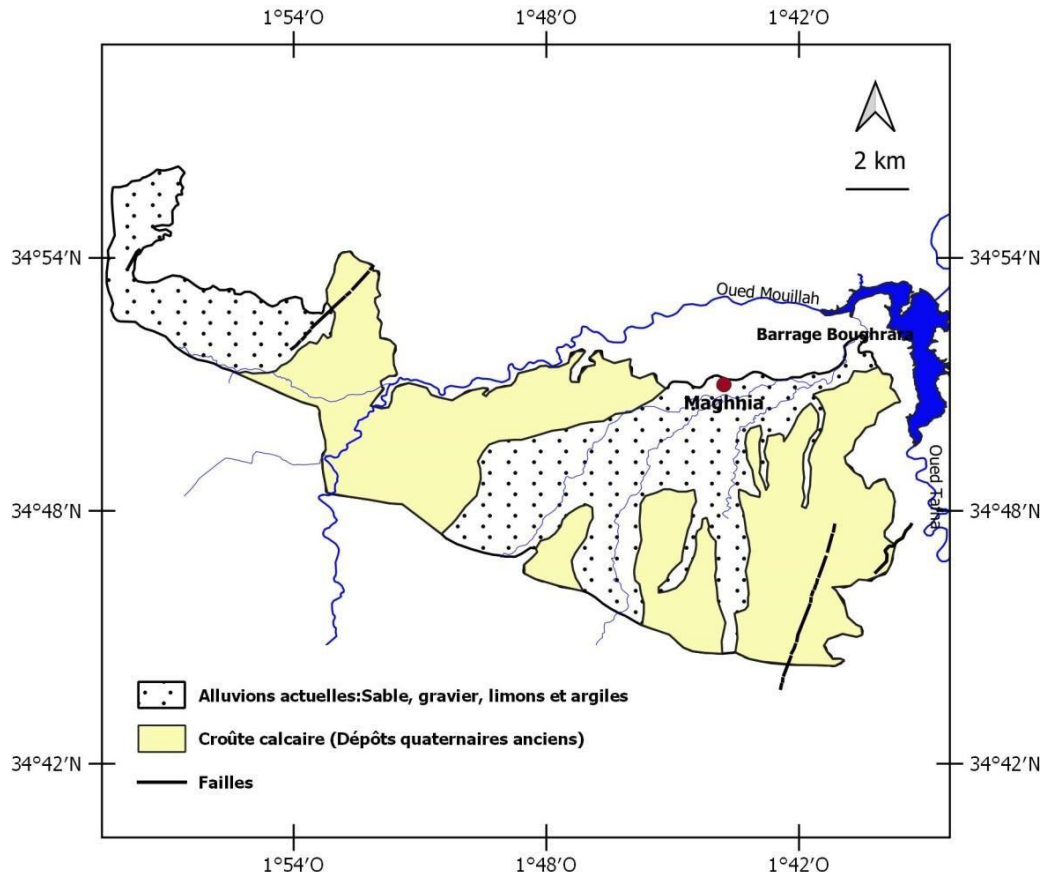 1°54′O 1°48′O 1°42′O
2 km
34°54′N 34°54′N
Oued Mouillah
Barrage Boughrara
Maghnia
Oued Tafna
34°48′N 34°48′N
Alluvions actuelles:Sable, gravier, limons et argiles
Croûte calcaire (Dépôts quaternaires anciens)
34°42′N 34°42′N
Failles
1°54′O 1°48′O 1°42′O